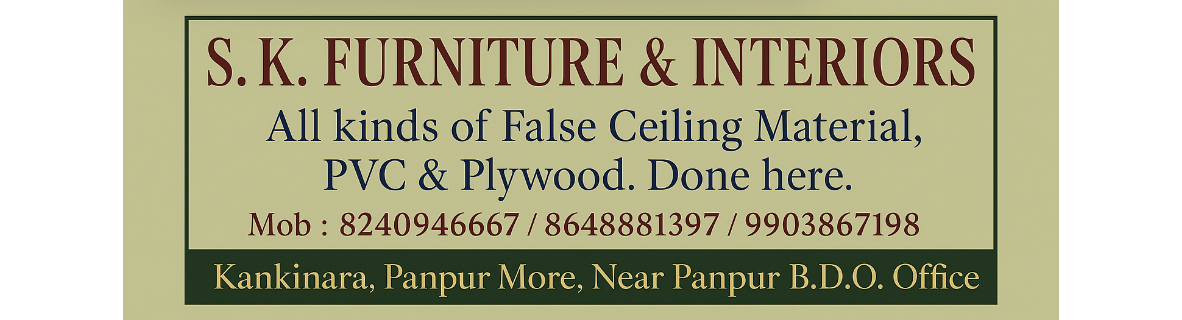 S. K. FURNITURE & INTERIORS
All kinds of False Ceiling Material,
PVC & Plywood. Done here.
Mob : 8240946667 / 8648881397 / 9903867198
Kankinara, Panpur More, Near Panpur B.D.O. Office